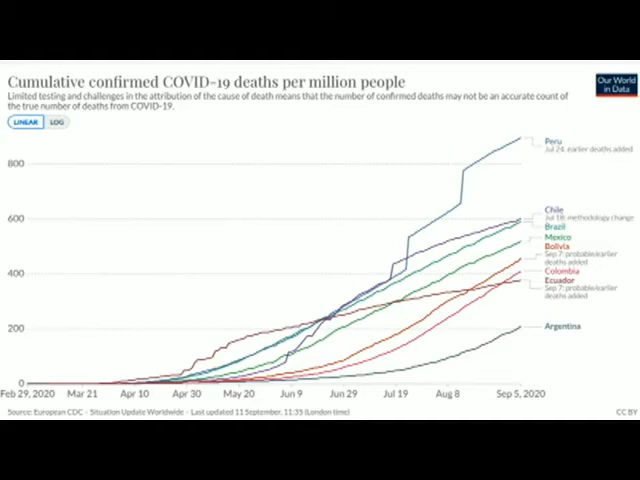 Cumulative confirmed COVID-19 deaths per million people
Our World
in Data
Limited testing and challenges in the attribution of the cause of death means that the number of confirmed deaths may not be an accurate count of
the true number of deaths from COVID-19.
LINEAR LOG
Peru
Jul 24: earlier deaths added
800
Chile
Jul 18: methodology change
600
Brazil
Mexico
Bolivia
Sep 7: probable/earlier
deaths added
400
Colombia
Ecuador
Sep 7: probable/earlier
deaths added
200
Argentina
0
Feb 29, 2020 Mar 21 Apr 10 Apr 30 May 20 Jun 9 Jun 29 Jul 19 Aug 8 Sep 5, 2020
Source: European CDC – Situation Update Worldwide – Last updated 11 September, 11:35 (London time)
CC BY